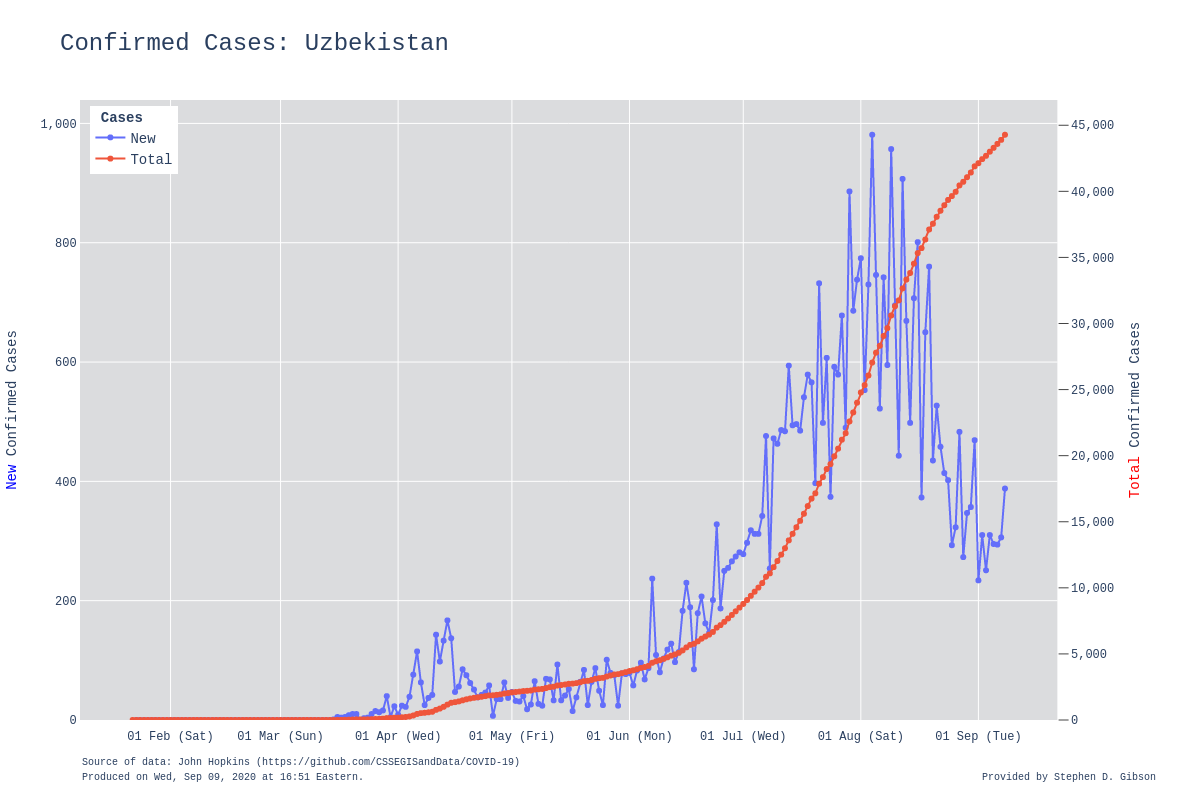 Confirmed Cases: Uzbekistan
Cases
New
Total
1,000
800
600
400
200
0
45,000
40,000
35,000
30,000
25,000
20,000
15,000
10,000
5,000
0
New Confirmed Cases
Total Confirmed Cases
01 Feb (Sat) 01 Mar (Sun) 01 Apr (Wed) 01 May (Fri) 01 Jun (Mon) 01 Jul (Wed) 01 Aug (Sat) 01 Sep (Tue)
Source of data: John Hopkins (https://github.com/CSSEGISandData/COVID-19)
Produced on Wed, Sep 09, 2020 at 16:51 Eastern.
Provided by Stephen D. Gibson